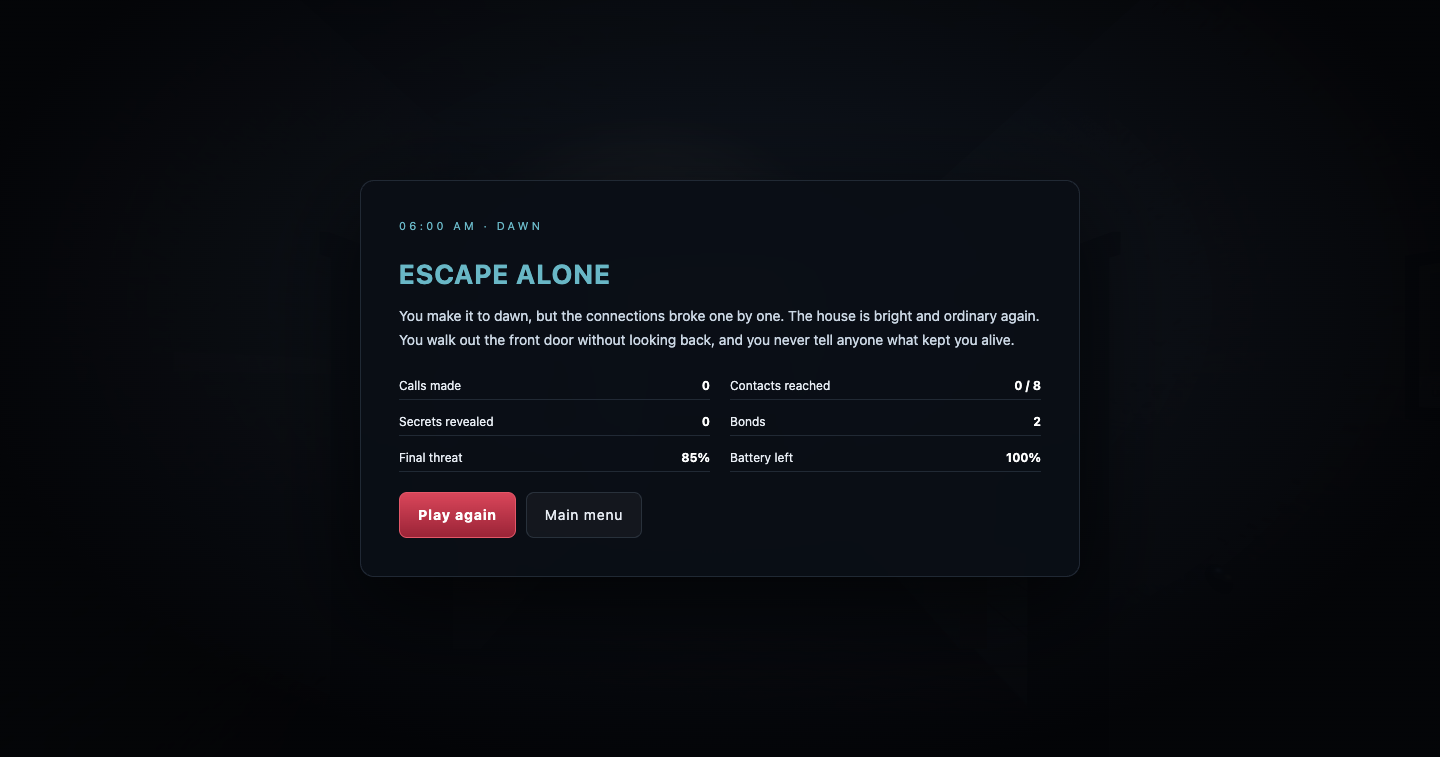 06:00 AM · DAWN
ESCAPE ALONE
You make it to dawn, but the connections broke one by one. The house is bright and ordinary again.
You walk out the front door without looking back, and you never tell anyone what kept you alive.
Calls made 0
Contacts reached 0 / 8
Secrets revealed 0
Bonds 2
Final threat 85%
Battery left 100%
Play again
Main menu